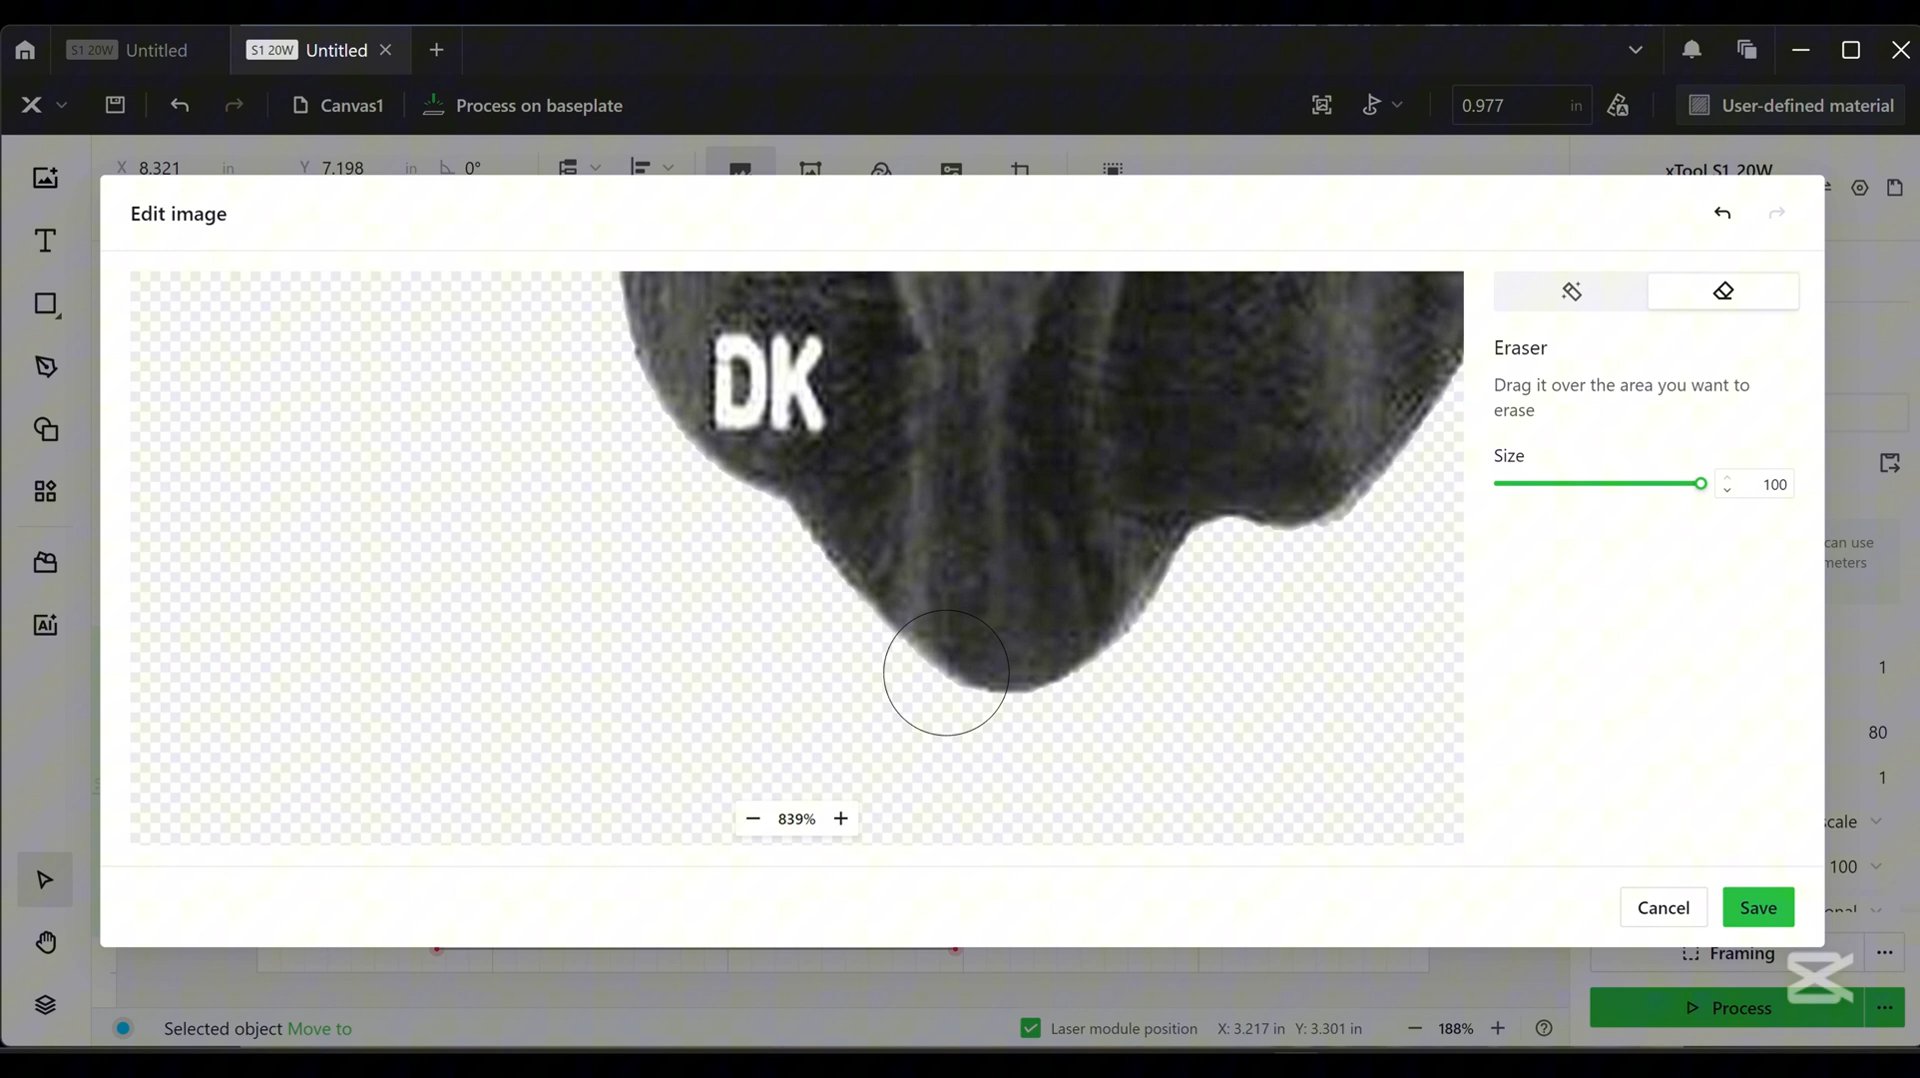 S1 20W Untitled
S1 20W Untitled
Canvas1
Process on baseplate
0.977 in
User-defined material
X 8.321 in
Y 7.198 in
0°
xTool S1 20W
Edit image
DK
Eraser
Drag it over the area you want to
erase
Size
100
can use
meters
1
80
1
scale
100
839%
Cancel
Save
Framing
Process
Selected object Move to
Laser module position
X: 3.217 in Y: 3.301 in
188%
AI